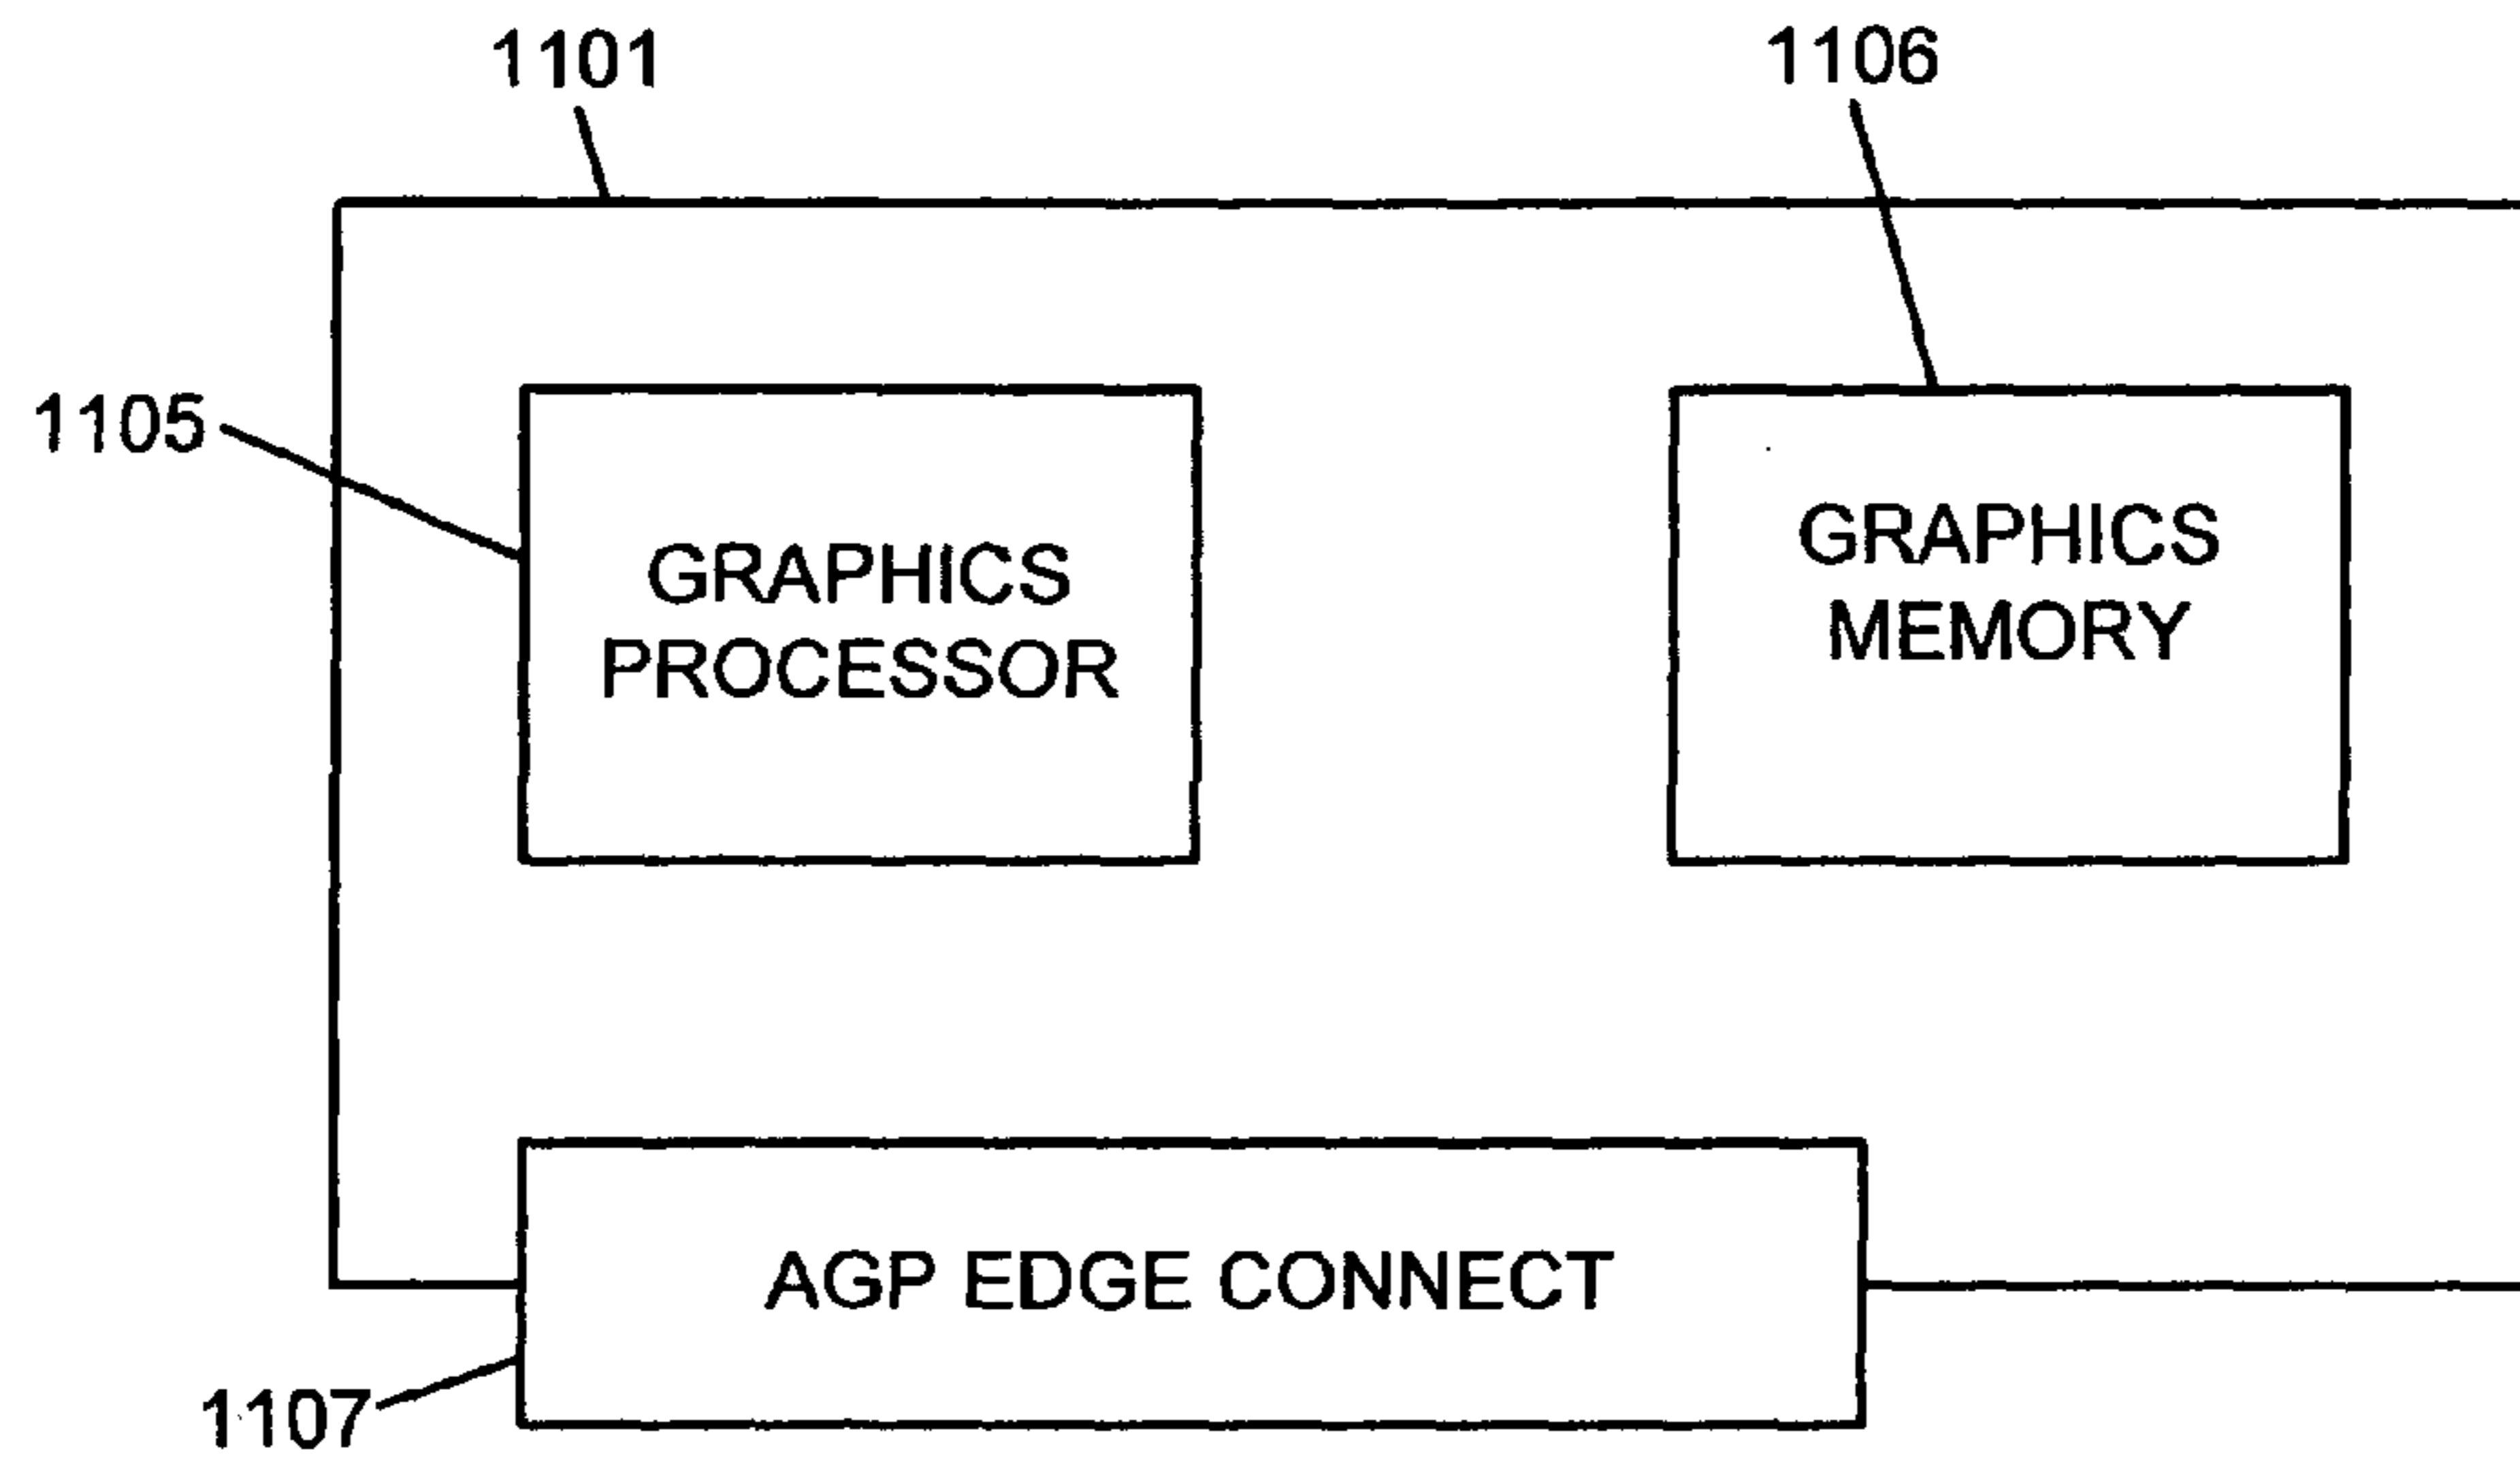 1101
1106
1105
GRAPHICS
PROCESSOR
GRAPHICS
MEMORY
AGP EDGE CONNECT
1107